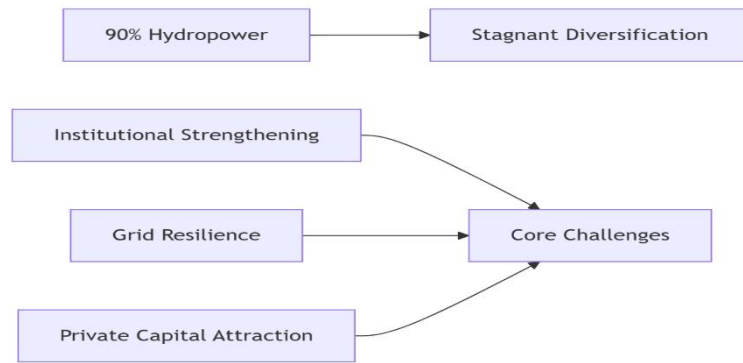 90% Hydropower
Stagnant Diversification
Institutional Strengthening
Grid Resilience
Core Challenges
Private Capital Attraction